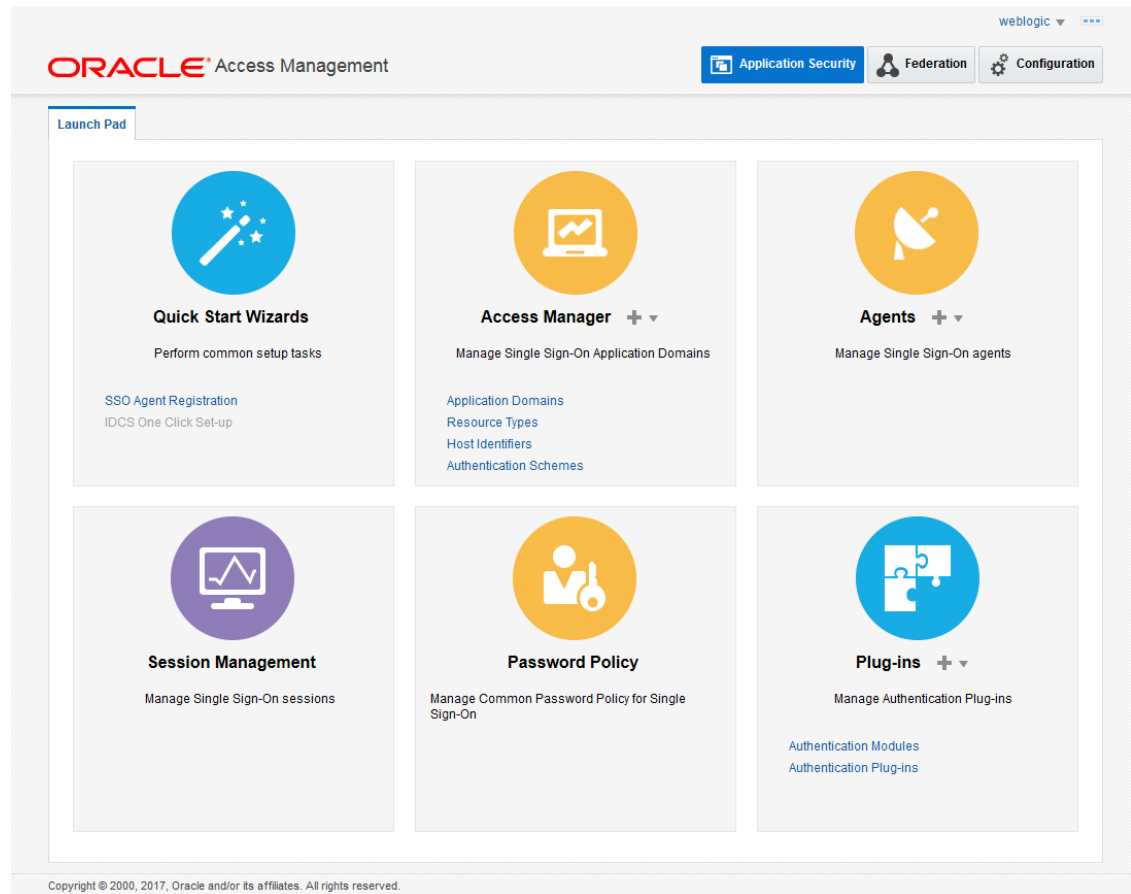 weblogic
ORACLE Access Management
Application Security
Federation
Configuration
Launch Pad
Quick Start Wizards
Perform common setup tasks
SSO Agent Registration
IDCS One Click Set-up
Access Manager
Manage Single Sign-On Application Domains
Application Domains
Resource Types
Host Identifiers
Authentication Schemes
Agents
Manage Single Sign-On agents
Session Management
Manage Single Sign-On sessions
Password Policy
Manage Common Password Policy for Single
Sign-On
Plug-ins
Manage Authentication Plug-ins
Authentication Modules
Authentication Plug-ins
Copyright © 2000, 2017, Oracle and/or its affiliates. All rights reserved.